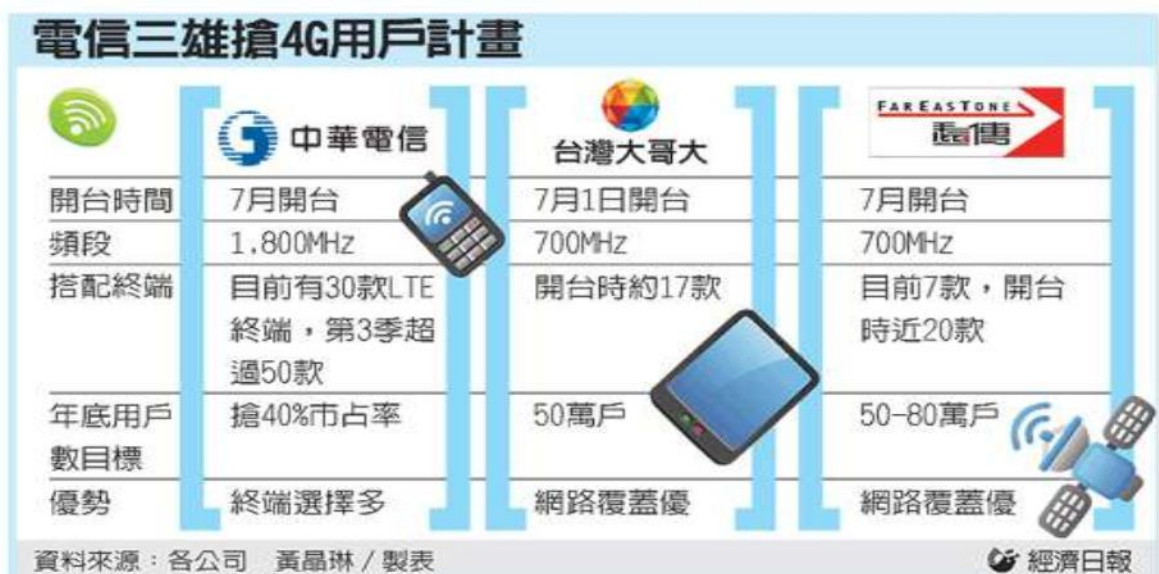 電信三雄搶4G用戶計畫
中華電信
台灣大哥大
FAREASTONE
遠傳
開台時間 7月開台 7月1日開台 7月開台
頻段 1,800MHz 700MHz 700MHz
搭配終端 目前有30款LTE 開台時約17款 目前7款，開台
終端，第3季超 時近20款
過50款
年底用戶 搶40%市占率 50萬戶 50-80萬戶
數目標
優勢 終端選擇多 網路覆蓋優 網路覆蓋優
資料來源：各公司 黃晶琳／製表 經濟日報